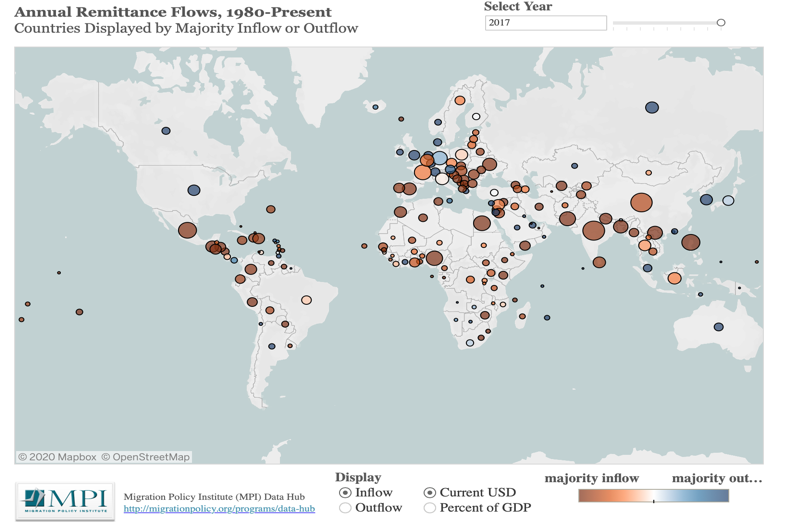 Annual Remittance Flows, 1980-Present
Countries Displayed by Majority Inflow or Outflow
Select Year
2017
© 2020 Mapbox © OpenStreetMap
MPI
MIGRATION POLICY INSTITUTE
Migration Policy Institute (MPI) Data Hub
http://migrationpolicy.org/programs/data-hub
Display
Inflow
Current USD
Outflow
Percent of GDP
majority inflow
majority out...